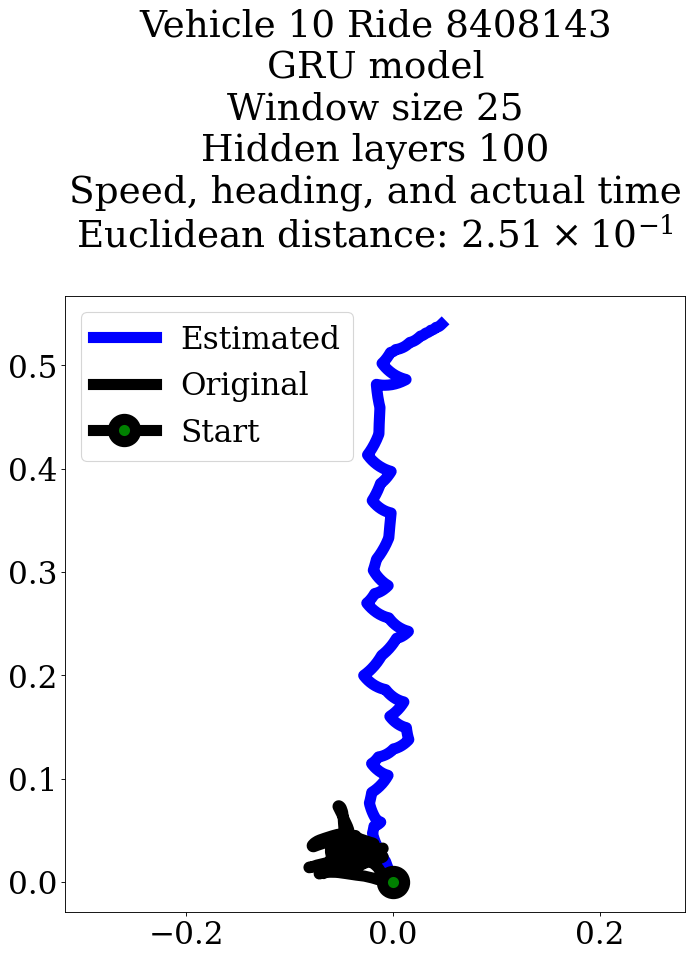 Vehicle 10 Ride 8408143
GRU model
Window size 25
Hidden layers 100
Speed, heading, and actual time
Euclidean distance: 2.51 × 10⁻¹
Estimated
Original
Start
0.5
0.4
0.3
0.2
0.1
0.0
−0.2 0.0 0.2